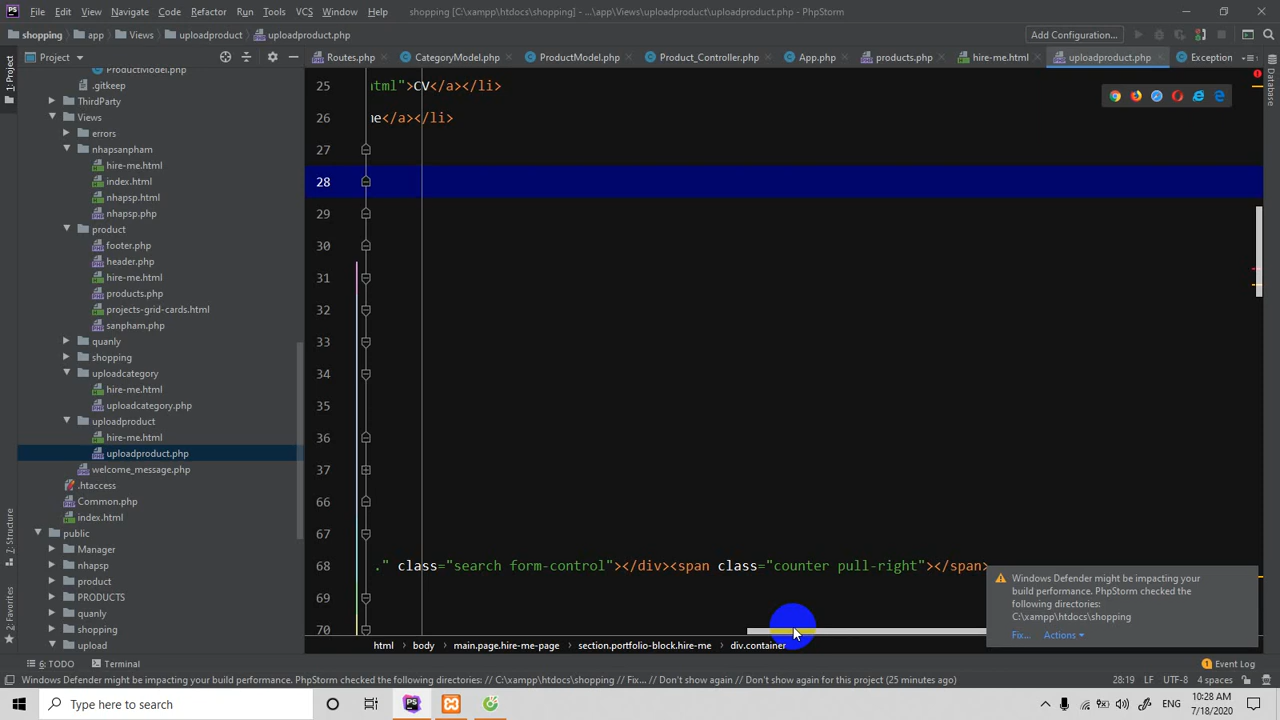 File Edit View Navigate Code Refactor Run Tools VCS Window Help shopping [C:\xampp\htdocs\shopping] - ...\app\Views\uploadproduct\uploadproduct.php - PhpStorm
shopping app Views uploadproduct uploadproduct.php Add Configuration...
Project Routes.php CategoryModel.php ProductModel.php Product_Controller.php App.php products.php hire-me.html uploadproduct.php Exception
1: Project
Database
7: Structure
2: Favorites
ProductModel.php
.gitkeep
ThirdParty
Views
errors
nhapsanpham
hire-me.html
index.html
nhapsp.html
nhapsp.php
product
footer.php
header.php
hire-me.html
products.php
projects-grid-cards.html
sanpham.php
quanly
shopping
uploadcategory
hire-me.html
uploadcategory.php
uploadproduct
hire-me.html
uploadproduct.php
welcome_message.php
.htaccess
Common.php
index.html
public
Manager
nhapsp
product
PRODUCTS
quanly
shopping
upload
25 html">CV</a></li>
26 </a></li>
27
28
29
30
31
32
33
34
35
36
37
66
67
68 ." class="search form-control"></div><span class="counter pull-right"></span>
69
70
Windows Defender might be impacting your
build performance. PhpStorm checked the
following directories:
C:\xampp\htdocs\shopping
Fix... Actions
html body main.page.hire-me-page section.portfolio-block.hire-me div.container
6: TODO Terminal 1 Event Log
Windows Defender might be impacting your build performance. PhpStorm checked the following directories: // C:\xampp\htdocs\shopping // Fix... // Don't show again // Don't show again for this project (25 minutes ago) 28:19 LF UTF-8 4 spaces
Type here to search ENG 10:28 AM
7/18/2020